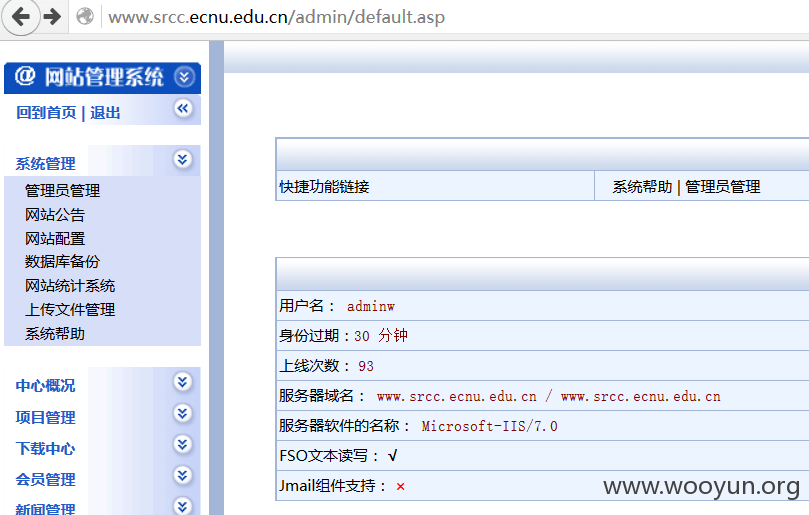 www.srcc.ecnu.edu.cn/admin/default.asp
@ 网站管理系统
回到首页 | 退出
系统管理
管理员管理
网站公告
网站配置
数据库备份
网站统计系统
上传文件管理
系统帮助
中心概况
项目管理
下载中心
会员管理
新闻管理
快捷功能链接 系统帮助 | 管理员管理
用户名： adminw
身份过期：30 分钟
上线次数： 93
服务器域名： www.srcc.ecnu.edu.cn / www.srcc.ecnu.edu.cn
服务器软件的名称： Microsoft-IIS/7.0
FSO文本读写： √
Jmail组件支持： ×
www.wooyun.org